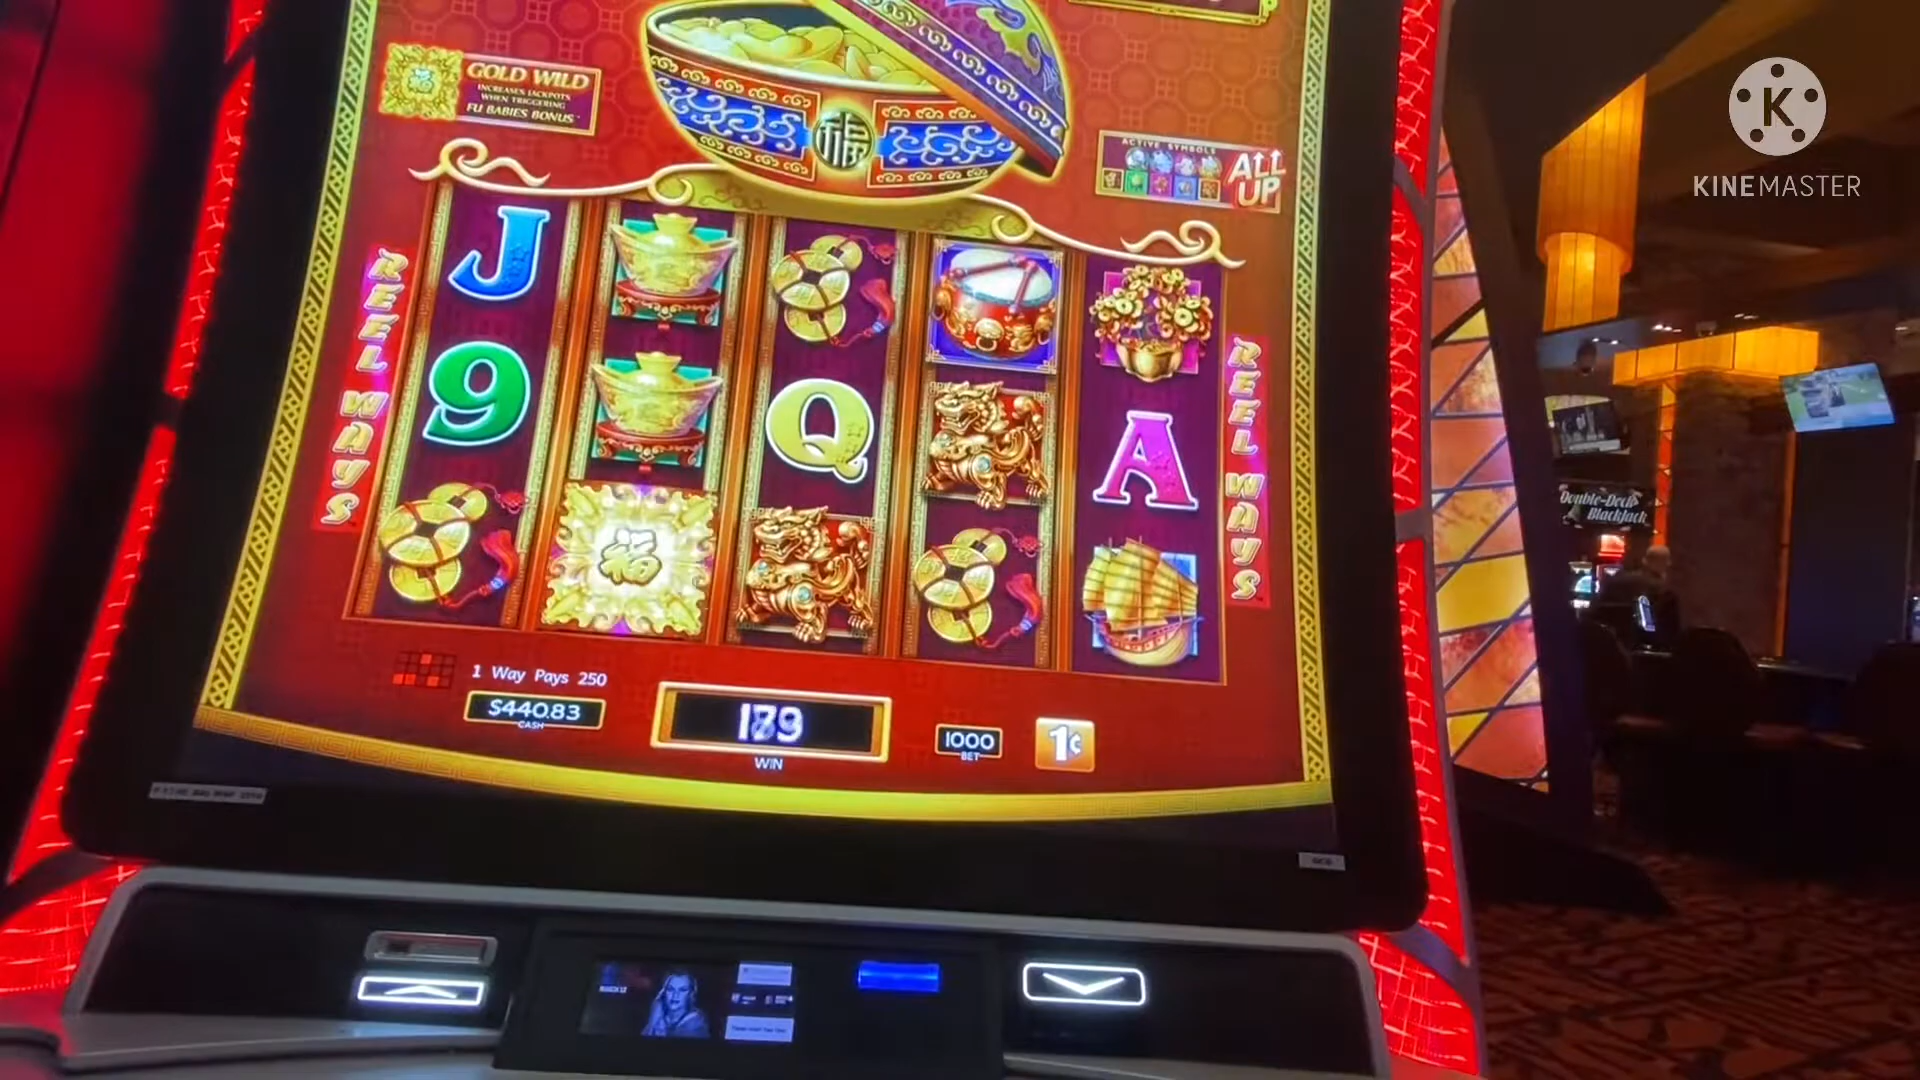 K
KINEMASTER
GOLD WILD
INCREASES JACKPOTS
WHEN TRIGGERING
FU BABIES BONUS
福
ACTIVE SYMBOLS
ALL
UP
REEL WAYS
J
9
福
Q
A
REEL WAYS
Double-Deck
Blackjack
1 Way Pays 250
$440.83
CASH
WIN
1000
BET
1¢